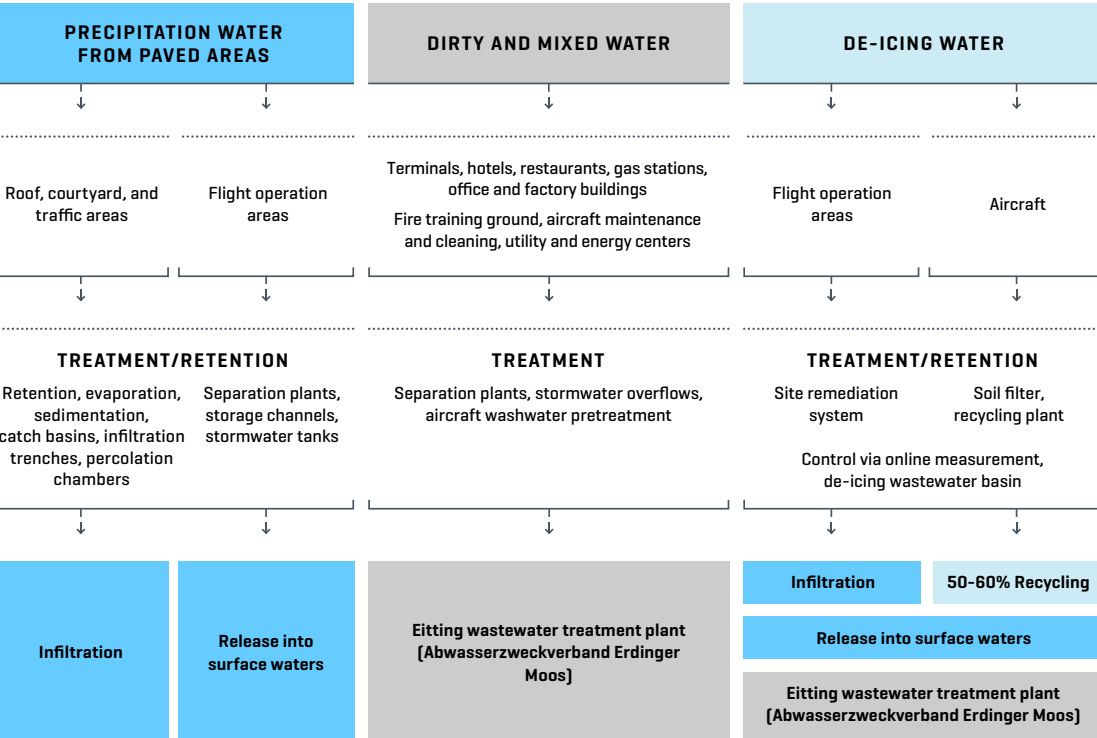 PRECIPITATION WATER
FROM PAVED AREAS
DIRTY AND MIXED WATER
DE-ICING WATER
Roof, courtyard, and
traffic areas
Flight operation
areas
Terminals, hotels, restaurants, gas stations,
office and factory buildings
Fire training ground, aircraft maintenance
and cleaning, utility and energy centers
Flight operation
areas
Aircraft
TREATMENT/RETENTION
Retention, evaporation,
sedimentation,
catch basins, infiltration
trenches, percolation
chambers
Separation plants,
storage channels,
stormwater tanks
TREATMENT
Separation plants, stormwater overflows,
aircraft washwater pretreatment
TREATMENT/RETENTION
Site remediation
system
Soil filter,
recycling plant
Control via online measurement,
de-icing wastewater basin
Infiltration
Release into
surface waters
Eitting wastewater treatment plant
(Abwasserzweckverband Erdinger
Moos)
Infiltration
50-60% Recycling
Release into surface waters
Eitting wastewater treatment plant
(Abwasserzweckverband Erdinger Moos)